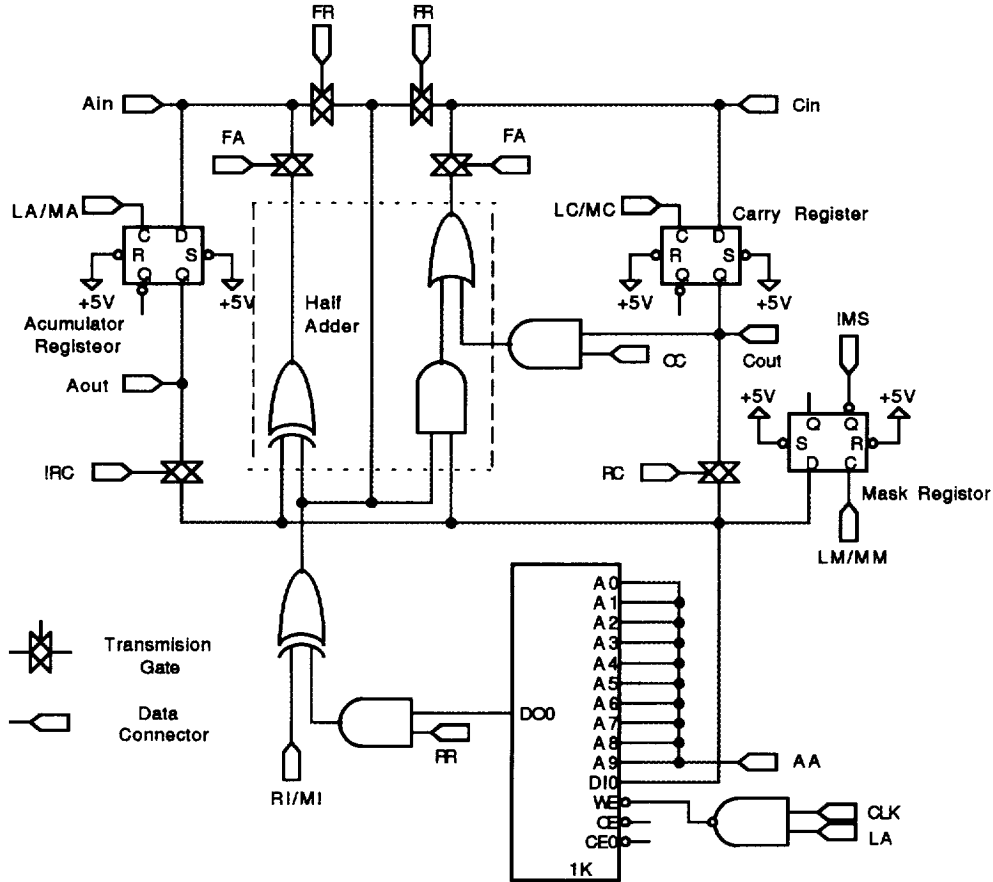 FR
FR
Ain
Cin
FA
FA
LA/MA
LC/MC
Carry Register
C
D
C
D
R
S
R
S
Q
Q
Q
Q
+5V
+5V
+5V
+5V
Half
Adder
Acumulator
Registeor
!MS
CC
Cout
Aout
+5V
+5V
Q
Q
S
R
D
C
!RC
RC
Mask Registor
LM/MM
A0
A1
A2
A3
A4
A5
A6
A7
A8
A9
DI0
WE
CE
CE0
1K
DO0
AA
CLK
LA
RR
RI/MI
Transmision
Gate
Data
Connector